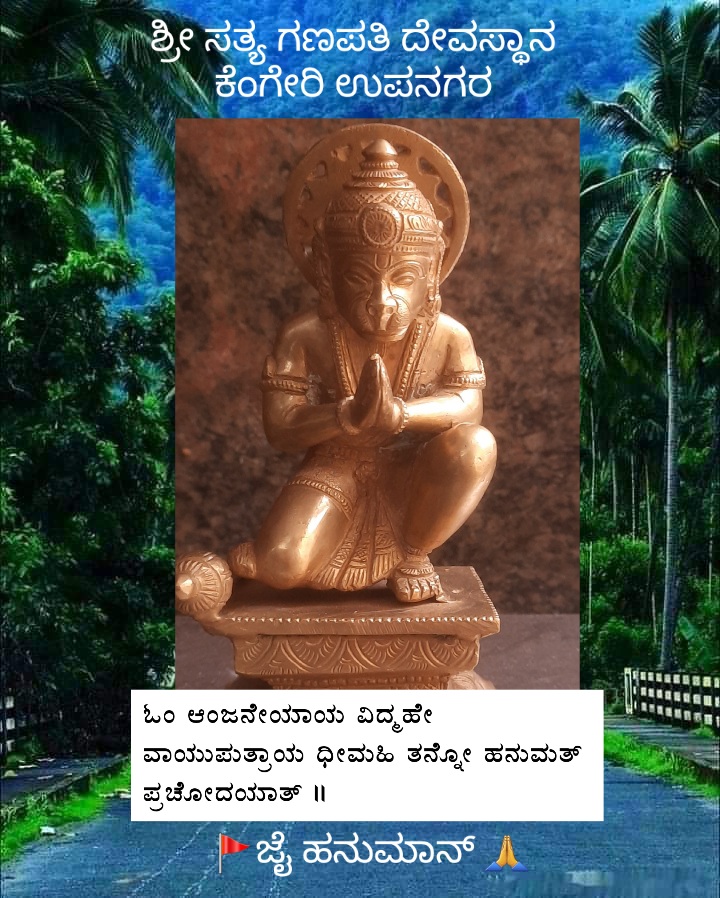 ಶ್ರೀ ಸತ್ಯ ಗಣಪತಿ ದೇವಸ್ಥಾನ
ಕೆಂಗೇರಿ ಉಪನಗರ
ಓಂ ಆಂಜನೇಯಾಯ ವಿದ್ಮಹೇ
ವಾಯುಪುತ್ರಾಯ ಧೀಮಹಿ ತನ್ನೋ ಹನುಮತ್
ಪ್ರಚೋದಯಾತ್ ॥
🚩ಜೈ ಹನುಮಾನ್ 🙏